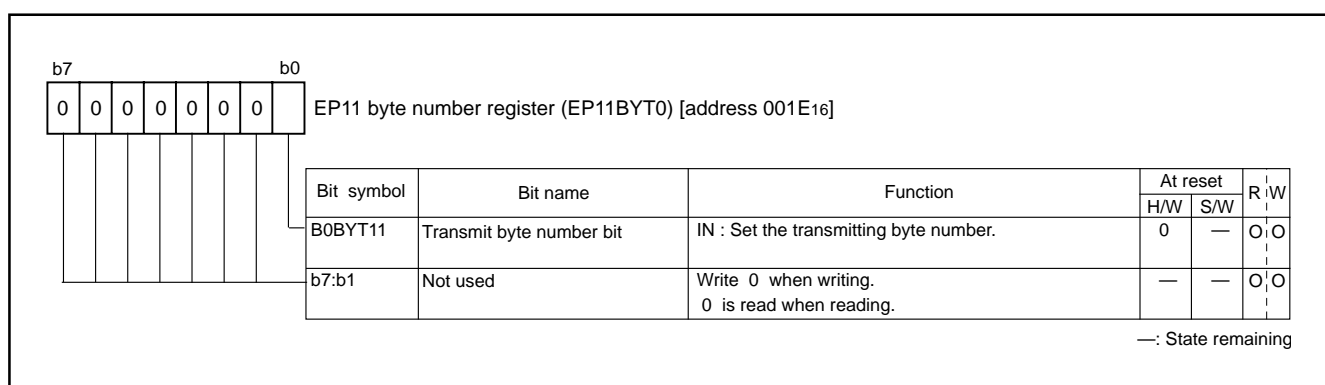 b7 b0
0 0 0 0 0 0 0
EP11 byte number register (EP11BYT0) [address 001E16]
Bit symbol Bit name Function At reset R W
H/W S/W
B0BYT11 Transmit byte number bit IN : Set the transmitting byte number. 0 — O O
b7:b1 Not used Write 0 when writing. — — O O
0 is read when reading.
—: State remaining